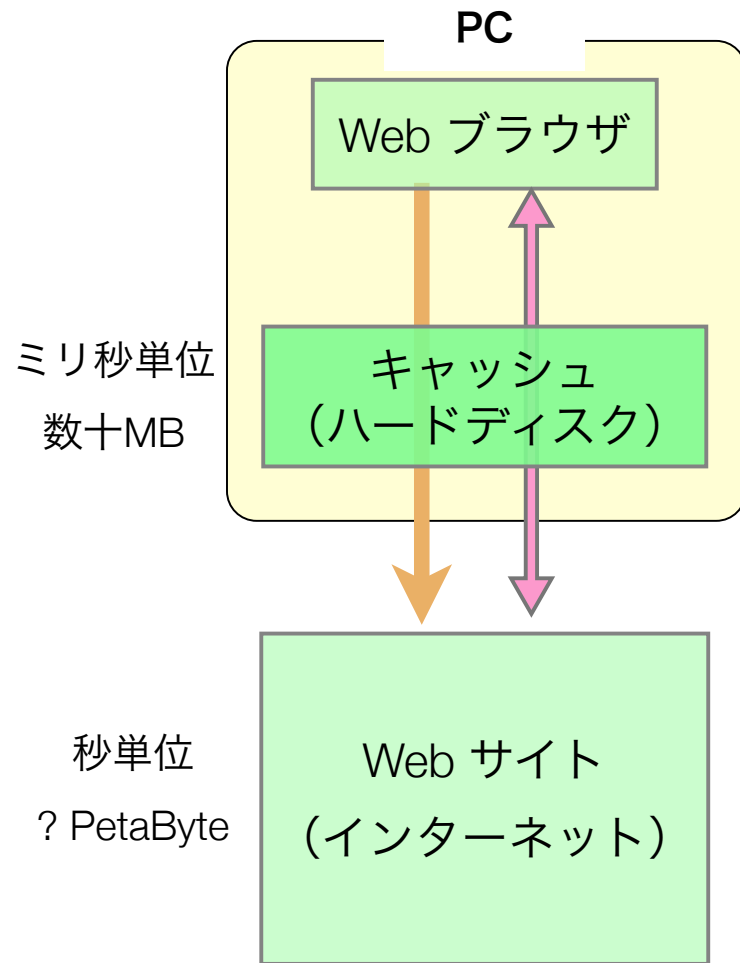 PC
Web ブラウザ
ミリ秒単位
数十MB
キャッシュ
（ハードディスク）
秒単位
? PetaByte
Web サイト
（インターネット）